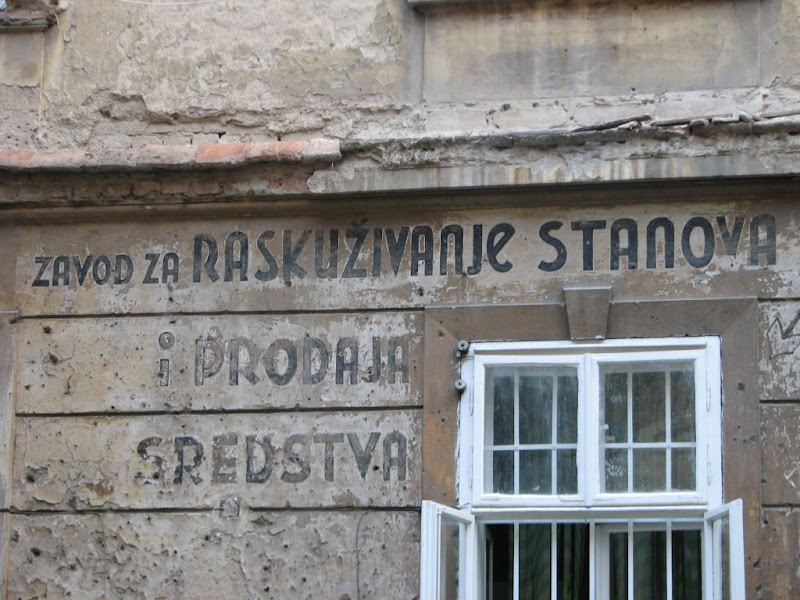 ZAVOD ZA RASKUŽIVANJE STANOVA
i PRODAJA
SREDSTVA